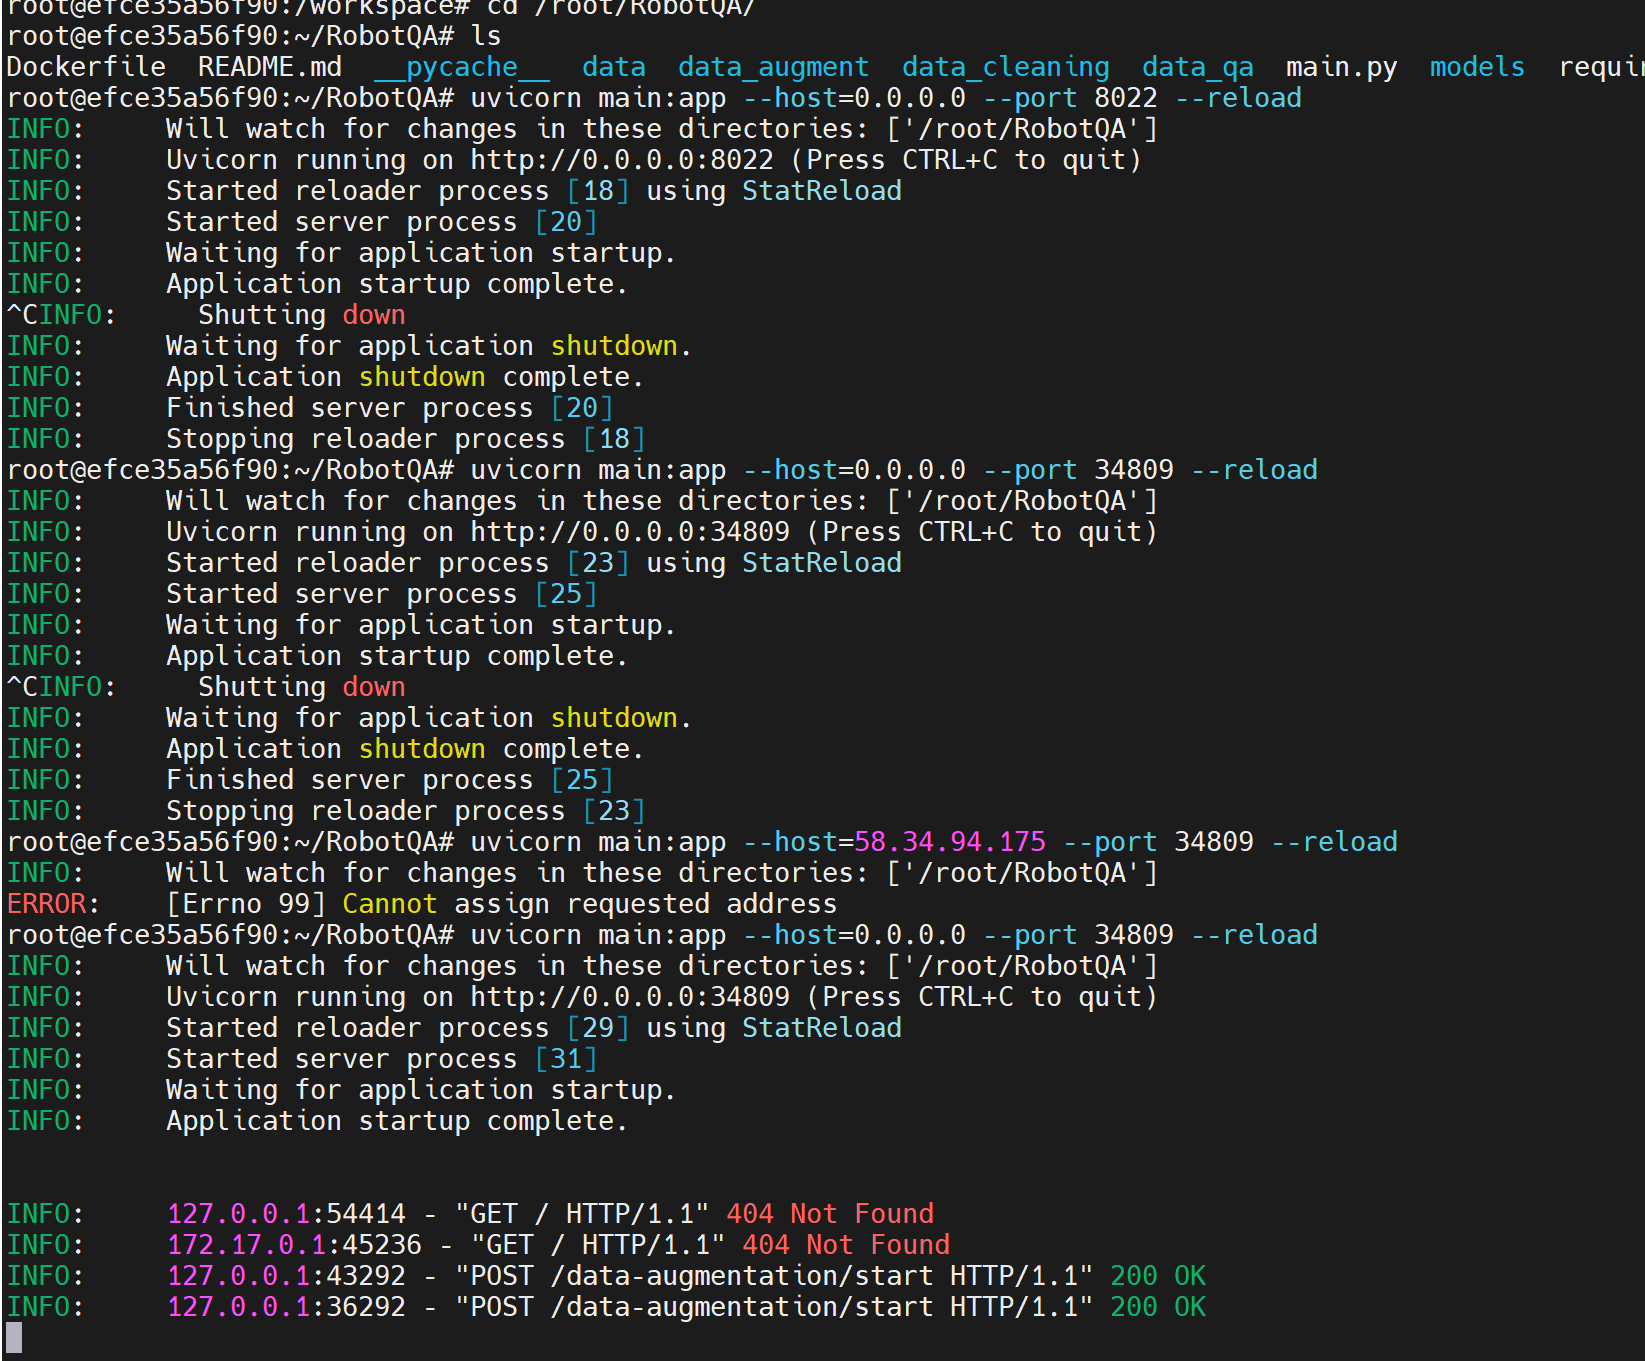 root@efce35a56f90:/workspace# cd /root/RobotQA/
root@efce35a56f90:~/RobotQA# ls
Dockerfile  README.md  __pycache__  data  data_augment  data_cleaning  data_qa  main.py  models  requir
root@efce35a56f90:~/RobotQA# uvicorn main:app --host=0.0.0.0 --port 8022 --reload
INFO:     Will watch for changes in these directories: ['/root/RobotQA']
INFO:     Uvicorn running on http://0.0.0.0:8022 (Press CTRL+C to quit)
INFO:     Started reloader process [18] using StatReload
INFO:     Started server process [20]
INFO:     Waiting for application startup.
INFO:     Application startup complete.
^CINFO:     Shutting down
INFO:     Waiting for application shutdown.
INFO:     Application shutdown complete.
INFO:     Finished server process [20]
INFO:     Stopping reloader process [18]
root@efce35a56f90:~/RobotQA# uvicorn main:app --host=0.0.0.0 --port 34809 --reload
INFO:     Will watch for changes in these directories: ['/root/RobotQA']
INFO:     Uvicorn running on http://0.0.0.0:34809 (Press CTRL+C to quit)
INFO:     Started reloader process [23] using StatReload
INFO:     Started server process [25]
INFO:     Waiting for application startup.
INFO:     Application startup complete.
^CINFO:     Shutting down
INFO:     Waiting for application shutdown.
INFO:     Application shutdown complete.
INFO:     Finished server process [25]
INFO:     Stopping reloader process [23]
root@efce35a56f90:~/RobotQA# uvicorn main:app --host=58.34.94.175 --port 34809 --reload
INFO:     Will watch for changes in these directories: ['/root/RobotQA']
ERROR:    [Errno 99] Cannot assign requested address
root@efce35a56f90:~/RobotQA# uvicorn main:app --host=0.0.0.0 --port 34809 --reload
INFO:     Will watch for changes in these directories: ['/root/RobotQA']
INFO:     Uvicorn running on http://0.0.0.0:34809 (Press CTRL+C to quit)
INFO:     Started reloader process [29] using StatReload
INFO:     Started server process [31]
INFO:     Waiting for application startup.
INFO:     Application startup complete.
INFO:     127.0.0.1:54414 - "GET / HTTP/1.1" 404 Not Found
INFO:     172.17.0.1:45236 - "GET / HTTP/1.1" 404 Not Found
INFO:     127.0.0.1:43292 - "POST /data-augmentation/start HTTP/1.1" 200 OK
INFO:     127.0.0.1:36292 - "POST /data-augmentation/start HTTP/1.1" 200 OK